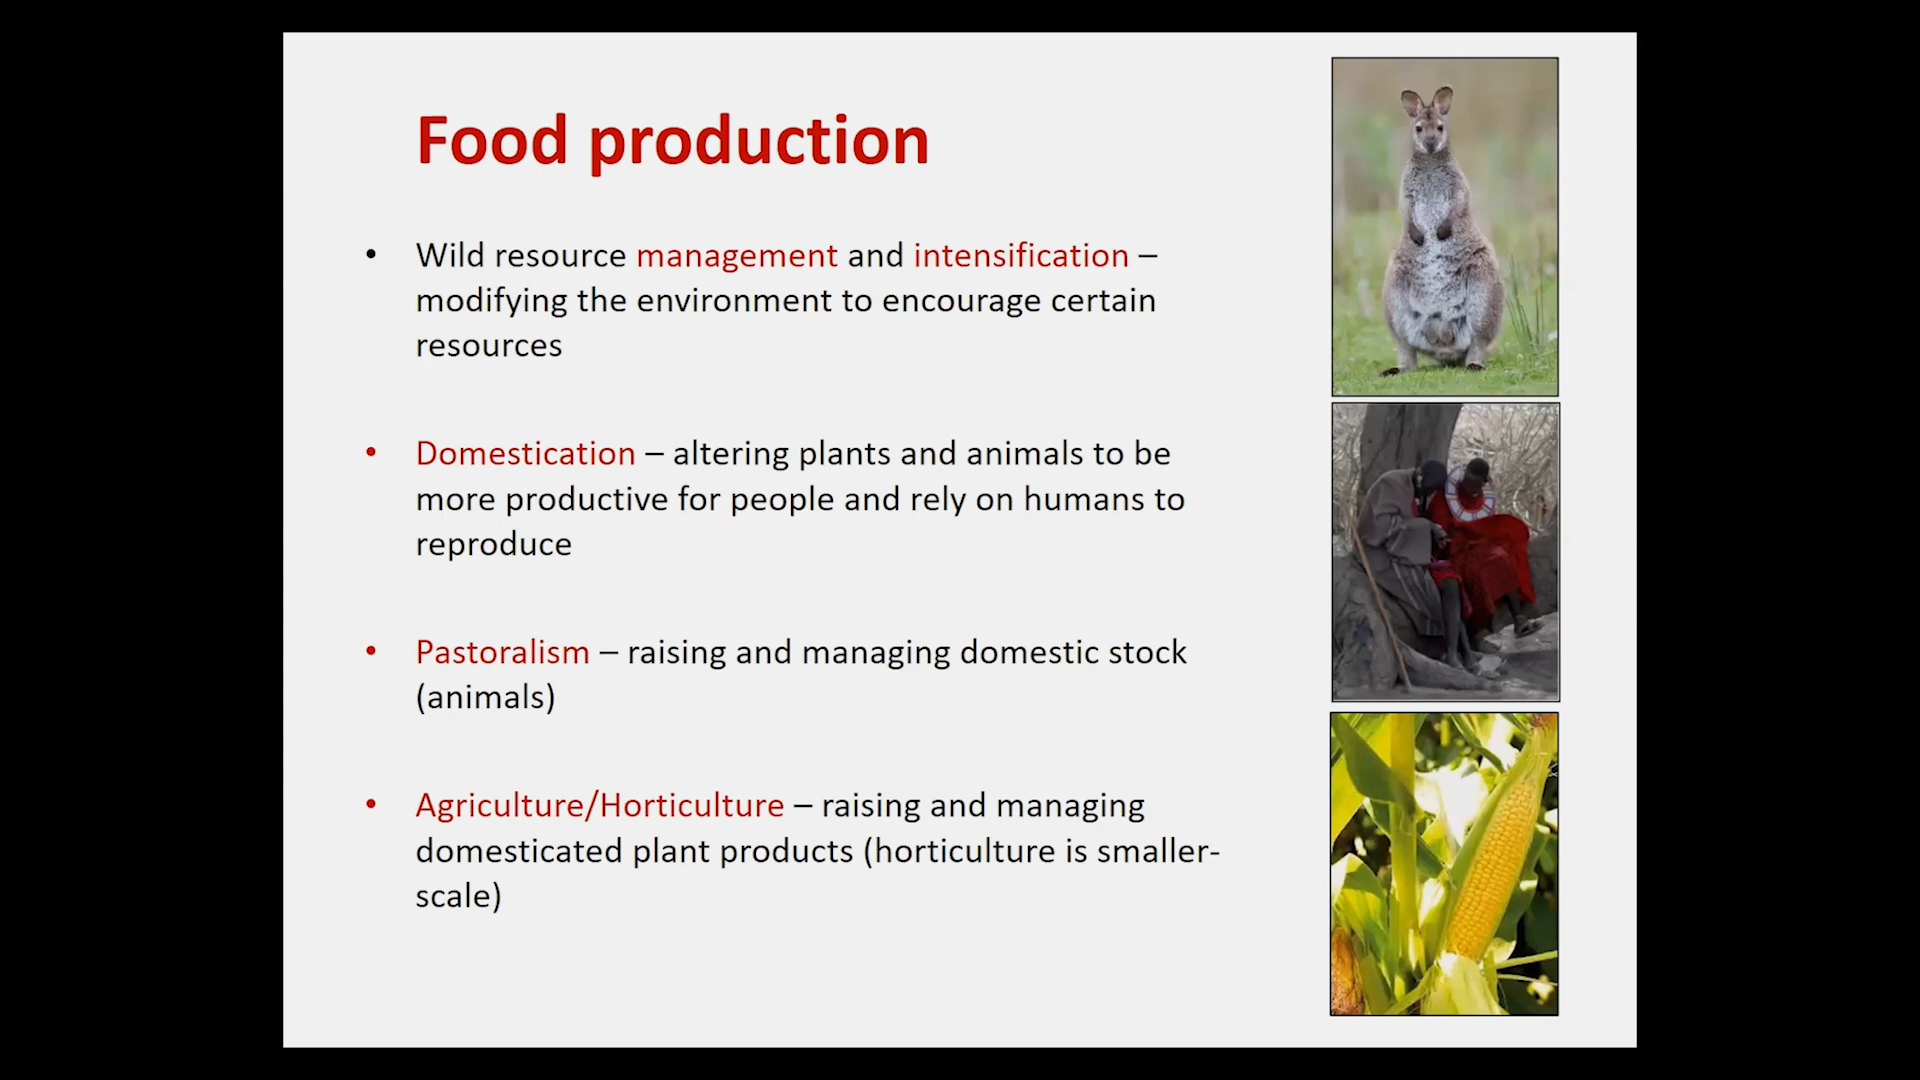 Food production
• Wild resource management and intensification –
modifying the environment to encourage certain
resources
• Domestication – altering plants and animals to be
more productive for people and rely on humans to
reproduce
• Pastoralism – raising and managing domestic stock
(animals)
• Agriculture/Horticulture – raising and managing
domesticated plant products (horticulture is smaller-
scale)